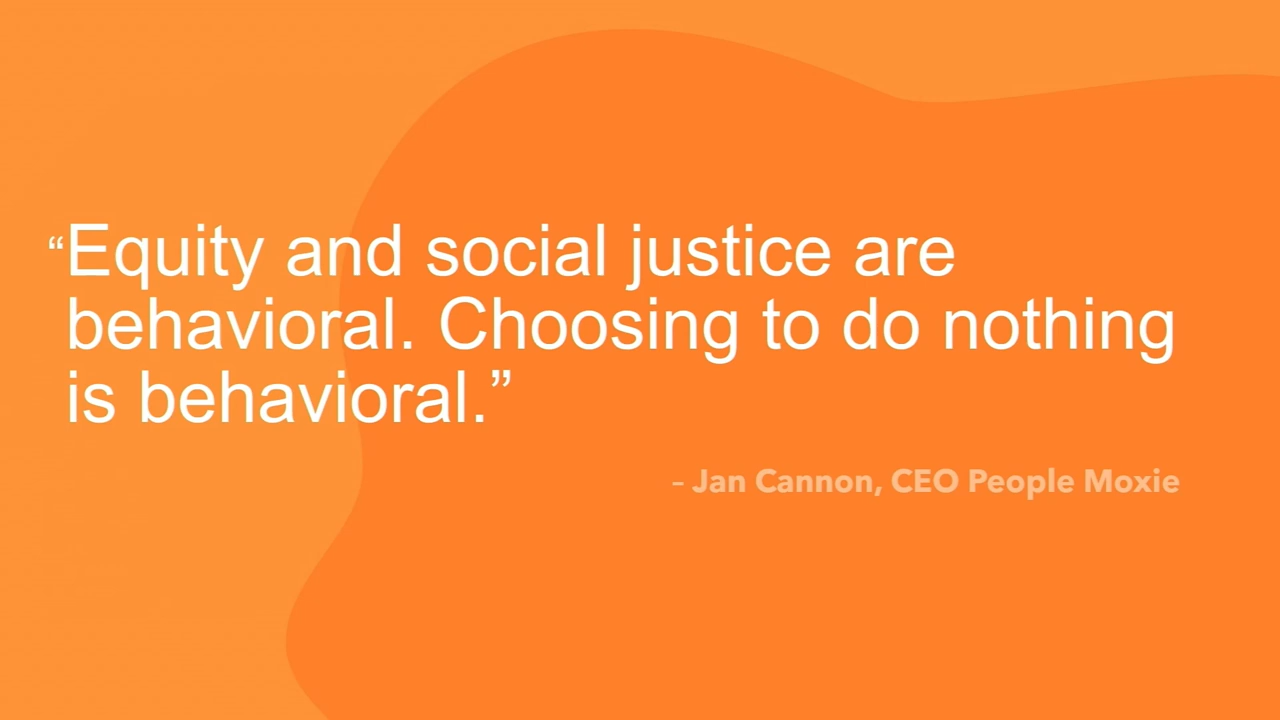 “Equity and social justice are
behavioral. Choosing to do nothing
is behavioral.”
– Jan Cannon, CEO People Moxie